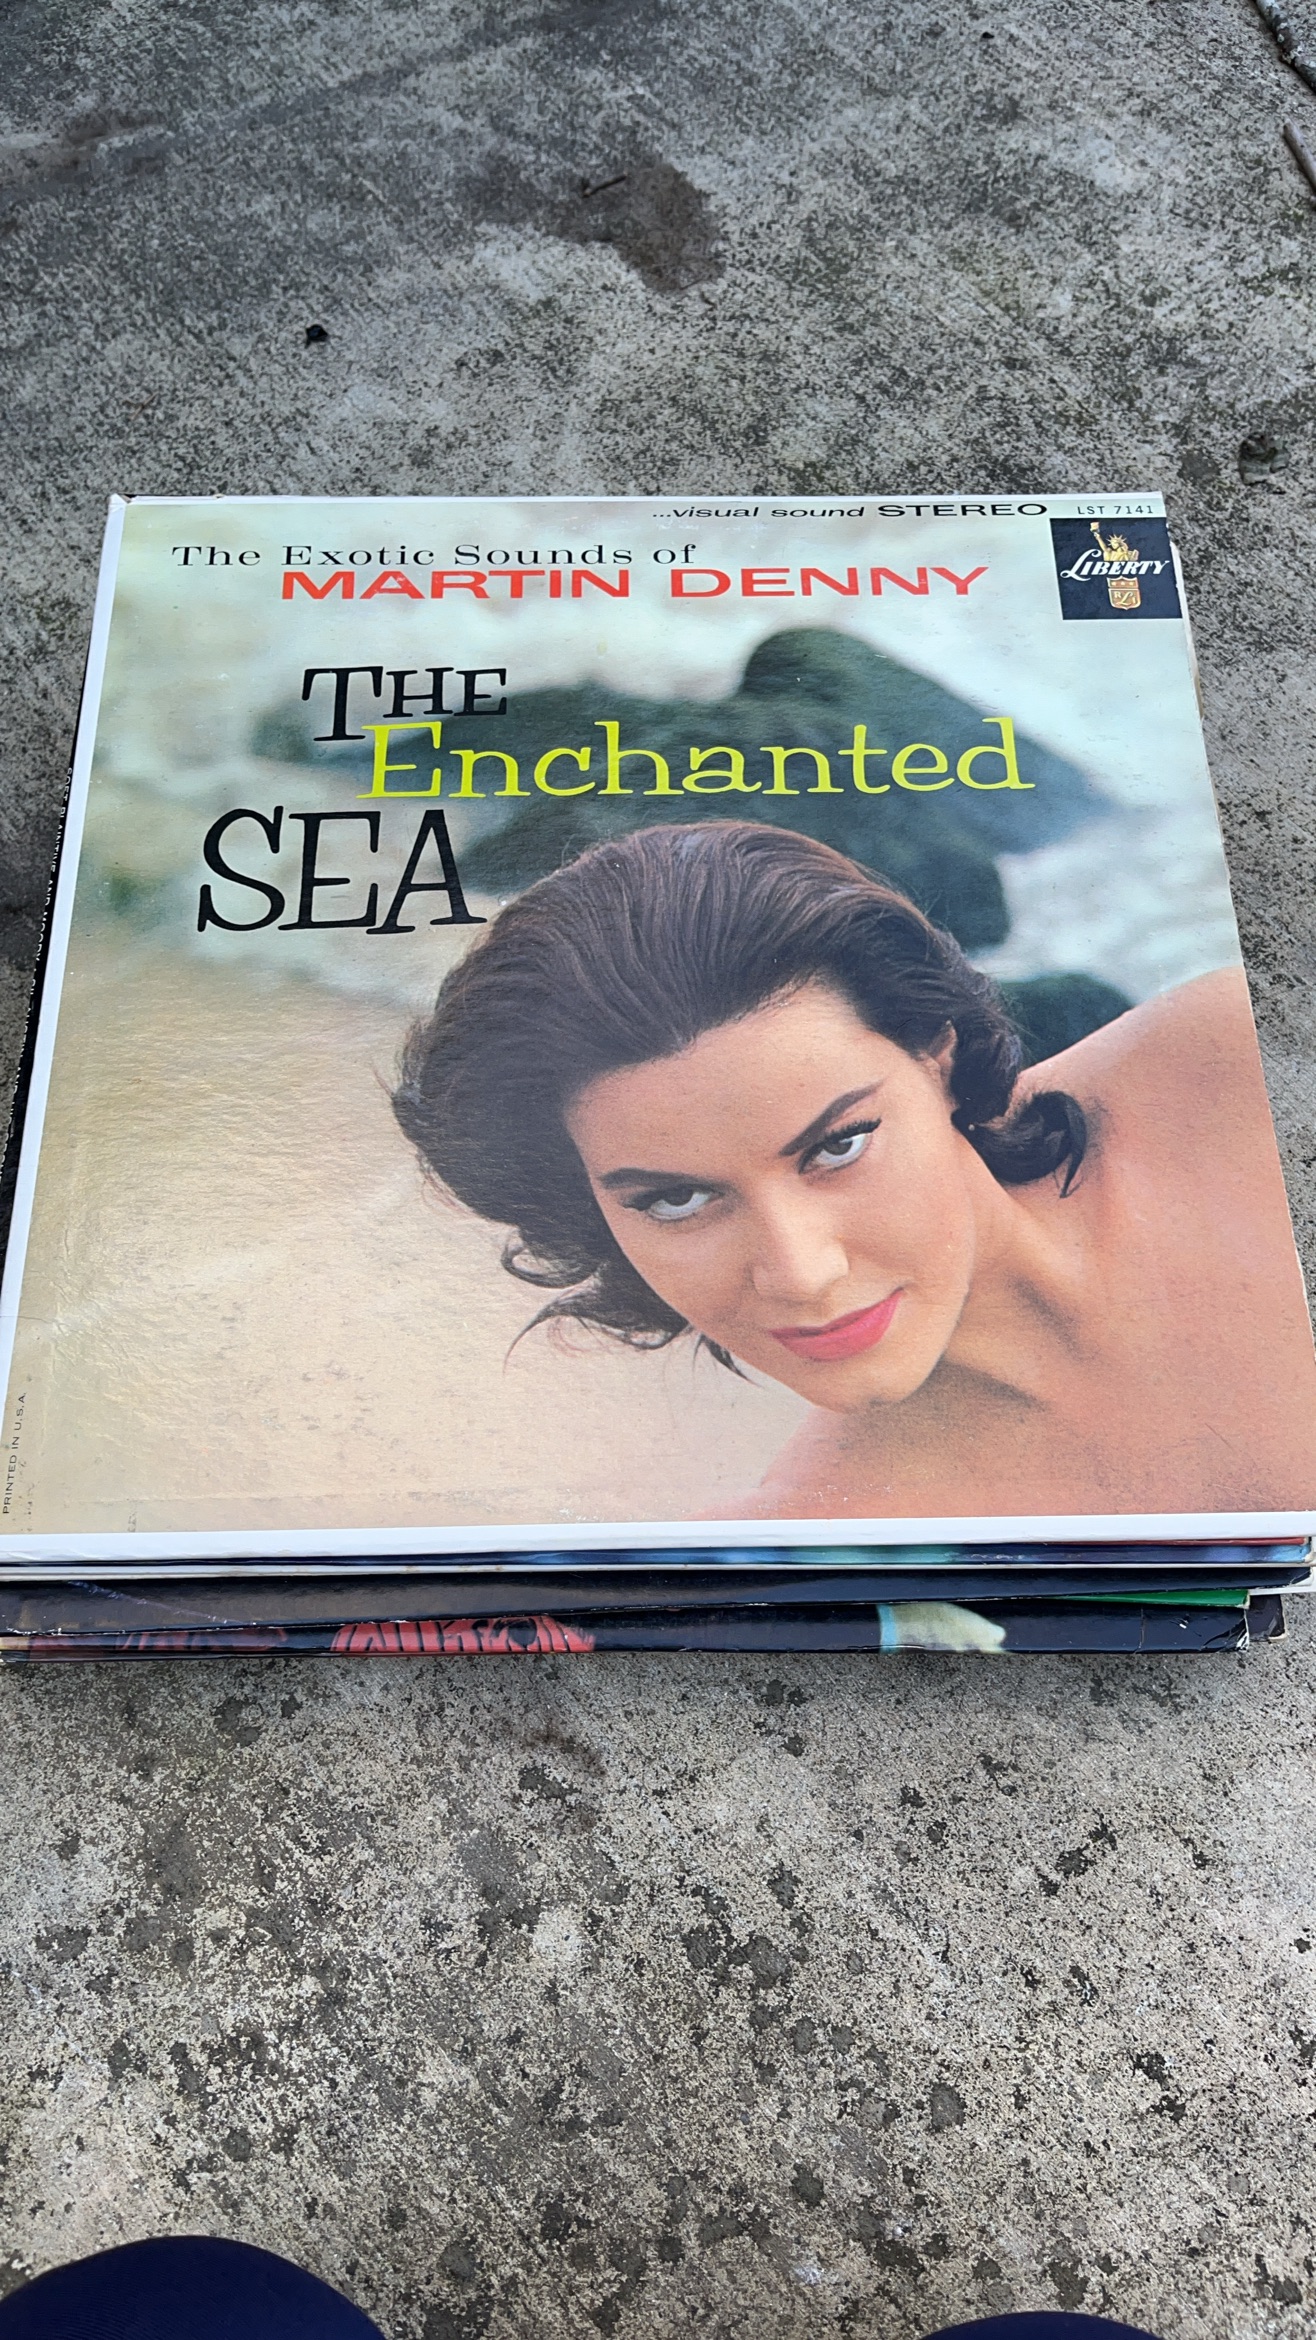 ...visual sound STEREO
LST 7141
The Exotic Sounds of
MARTIN DENNY
LIBERTY
THE
Enchanted
SEA
PRINTED IN U.S.A.